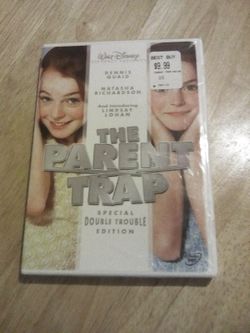 WALT DISNEY
DENNIS
QUAID
NATASHA
RICHARDSON
And Introducing
LINDSAY
LOHAN
BEST BUY
$9.99
THE
PARENT
TRAP
SPECIAL
DOUBLE TROUBLE
EDITION
DVD